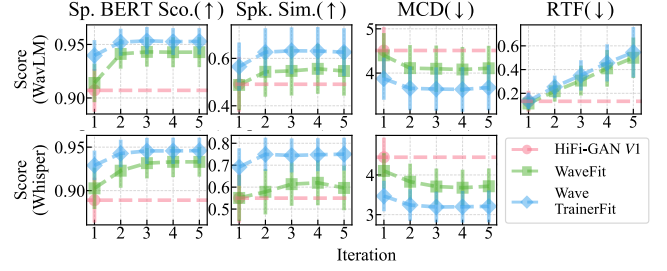 Sp. BERT Sco.(↑) Spk. Sim.(↑) MCD(↓) RTF(↓)
Score
(WavLM)
0.95
0.90
0.6
0.4
5
4
0.6
0.4
0.2
1 2 3 4 5 1 2 3 4 5 1 2 3 4 5 1 2 3 4 5
Score
(Whisper)
0.95
0.90
0.8
0.7
0.6
0.5
4
3
1 2 3 4 5 1 2 3 4 5 1 2 3 4 5
HiFi-GAN V1
WaveFit
Wave
TrainerFit
Iteration